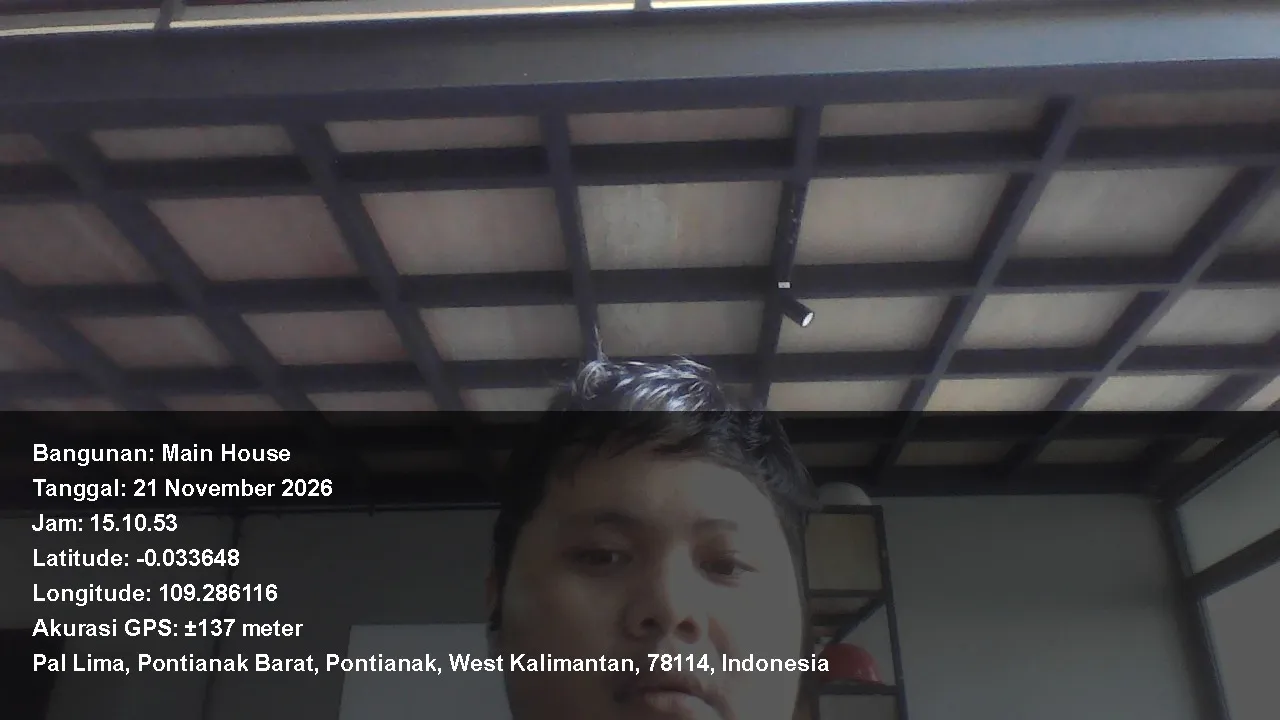 Bangunan: Main House
Tanggal: 21 November 2026
Jam: 15.10.53
Latitude: -0.033648
Longitude: 109.286116
Akurasi GPS: ±137 meter
Pal Lima, Pontianak Barat, Pontianak, West Kalimantan, 78114, Indonesia